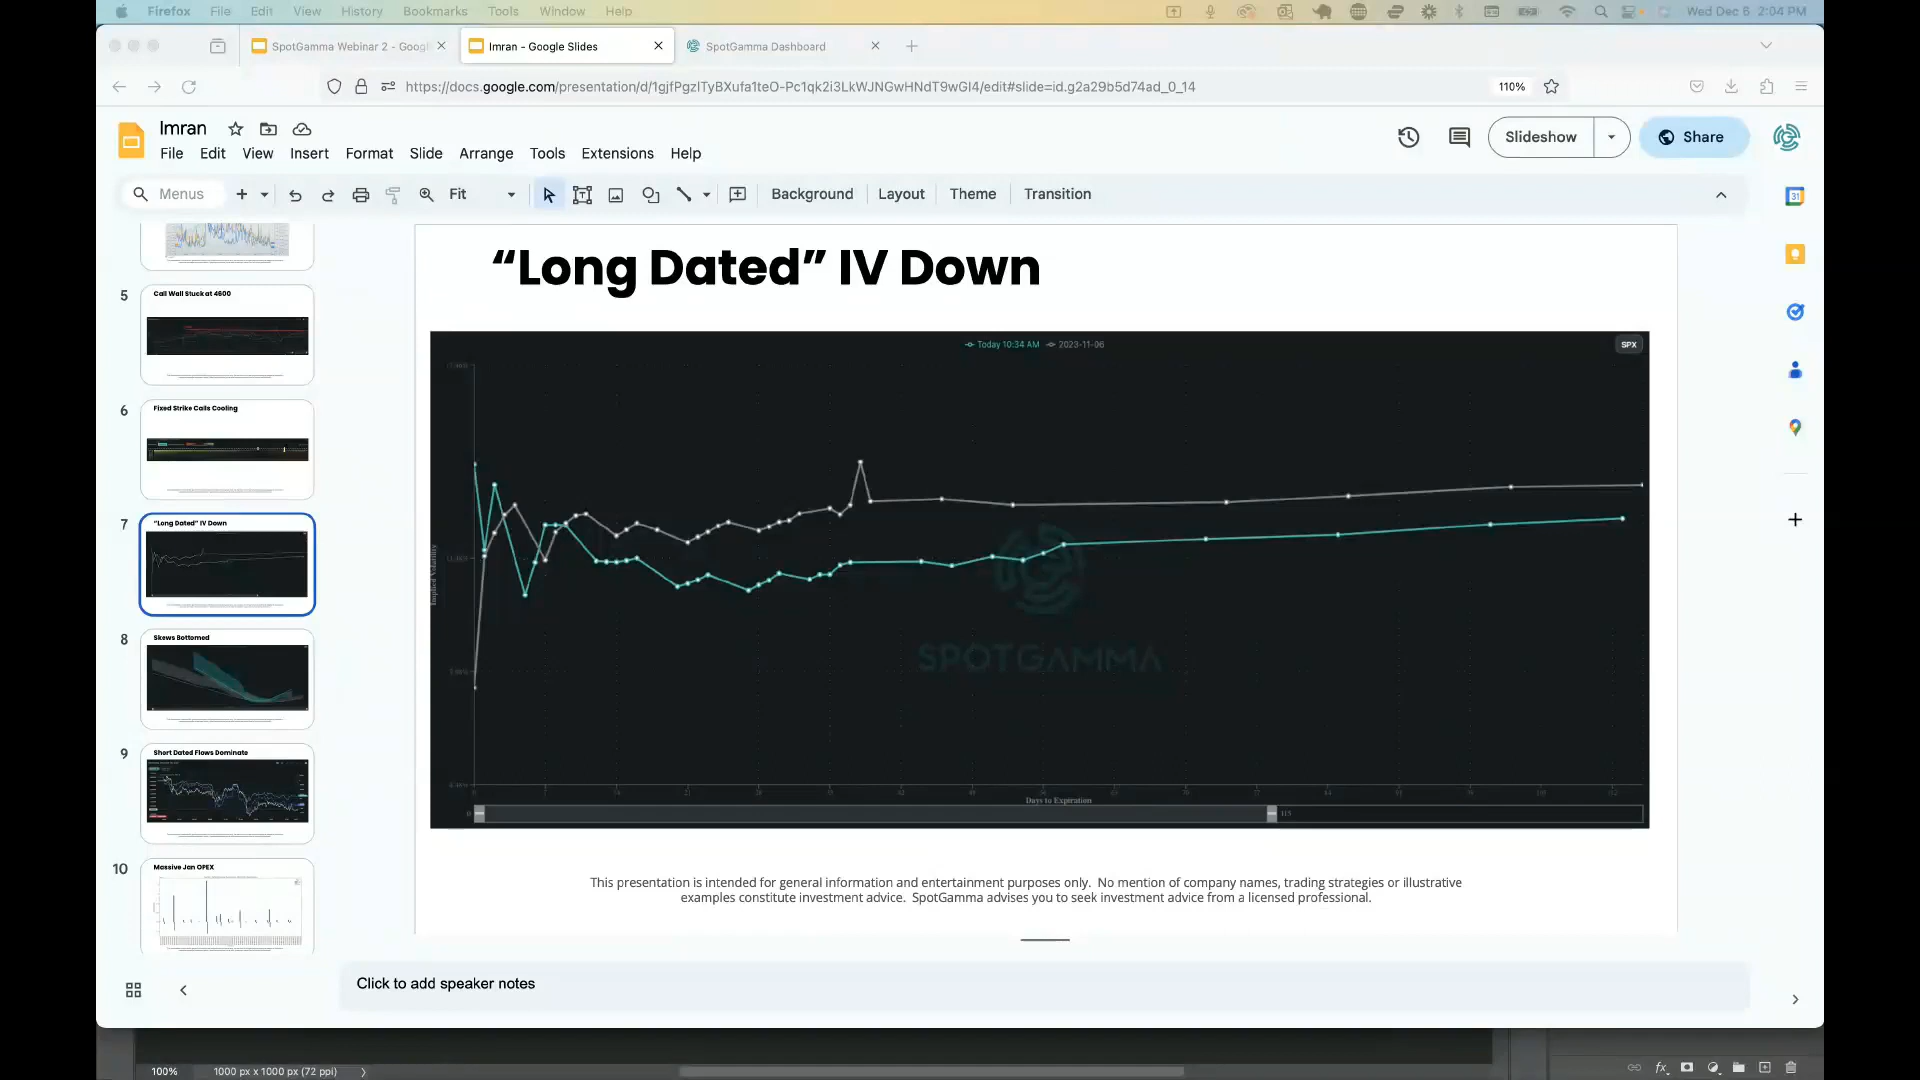 Firefox File Edit View History Bookmarks Tools Window Help
Wed Dec 6 2:04 PM
SpotGamma Webinar 2 - Googl
Imran - Google Slides
SpotGamma Dashboard
https://docs.google.com/presentation/d/1gjfPgzITyBXufa1teO-Pc1qk2i3LkWJNGwHNdT9wGI4/edit#slide=id.g2a29b5d74ad_0_14
110%
Imran
File Edit View Insert Format Slide Arrange Tools Extensions Help
Slideshow
Share
Menus
Fit
Background
Layout
Theme
Transition
31
5
Call Wall Stuck at 4600
6
Fixed Strike Calls Cooling
7
"Long Dated" IV Down
8
Skews Bottomed
9
Short Dated Flows Dominate
10
Massive Jan OPEX
“Long Dated” IV Down
Today 10:34 AM 2023-11-06
SPX
Implied Volatility
SPOTGAMMA
Days to Expiration
0
115
This presentation is intended for general information and entertainment purposes only. No mention of company names, trading strategies or illustrative
examples constitute investment advice. SpotGamma advises you to seek investment advice from a licensed professional.
Click to add speaker notes
100%
1000 px x 1000 px (72 ppi)
fx